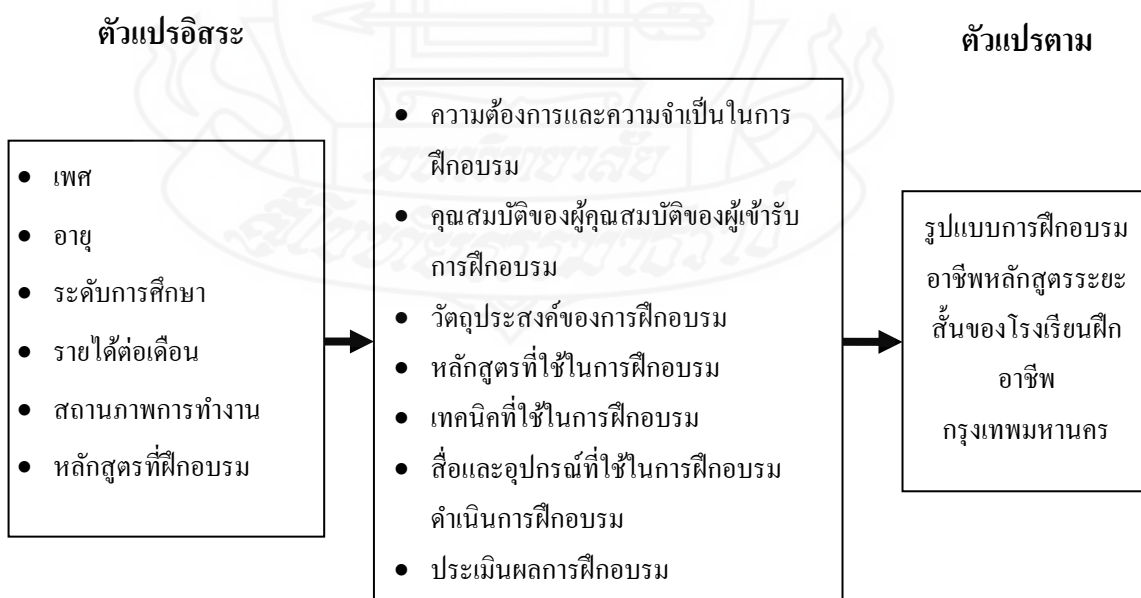 ตัวแปรอิสระ
ตัวแปรตาม
• เพศ
• อายุ
• ระดับการศึกษา
• รายได้ต่อเดือน
• สถานภาพการทำงาน
• หลักสูตรที่ฝึกอบรม
• ความต้องการและความจำเป็นในการ
ฝึกอบรม
• คุณสมบัติของผู้คุณสมบัติของผู้เข้ารับ
การฝึกอบรม
• วัตถุประสงค์ของการฝึกอบรม
• หลักสูตรที่ใช้ในการฝึกอบรม
• เทคนิคที่ใช้ในการฝึกอบรม
• สื่อและอุปกรณ์ที่ใช้ในการฝึกอบรม
ดำเนินการฝึกอบรม
• ประเมินผลการฝึกอบรม
รูปแบบการฝึกอบรม
อาชีพหลักสูตรระยะ
สั้นของโรงเรียนฝึก
อาชีพ
กรุงเทพมหานคร